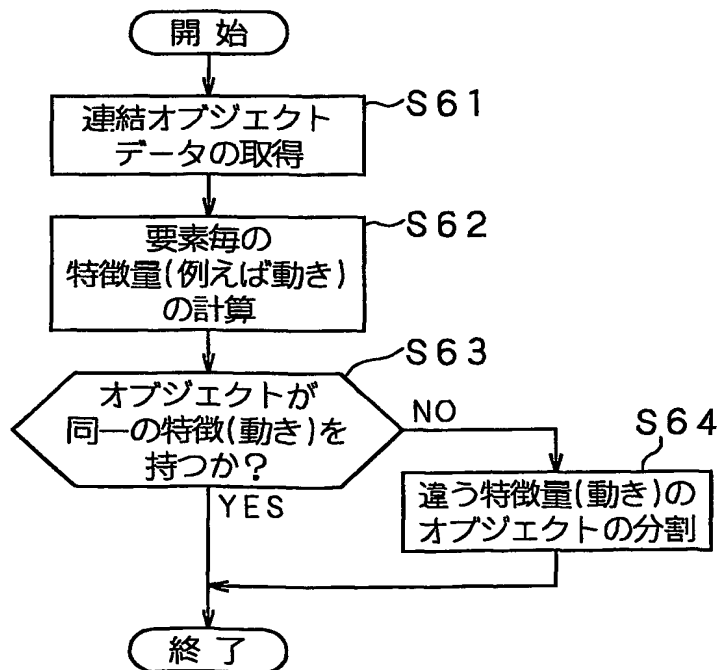 開始
連結オブジェクト
データの取得
S61
要素毎の
特徴量(例えば動き)
の計算
S62
オブジェクトが
同一の特徴(動き)を
持つか?
S63
NO
YES
違う特徴量(動き)の
オブジェクトの分割
S64
終了